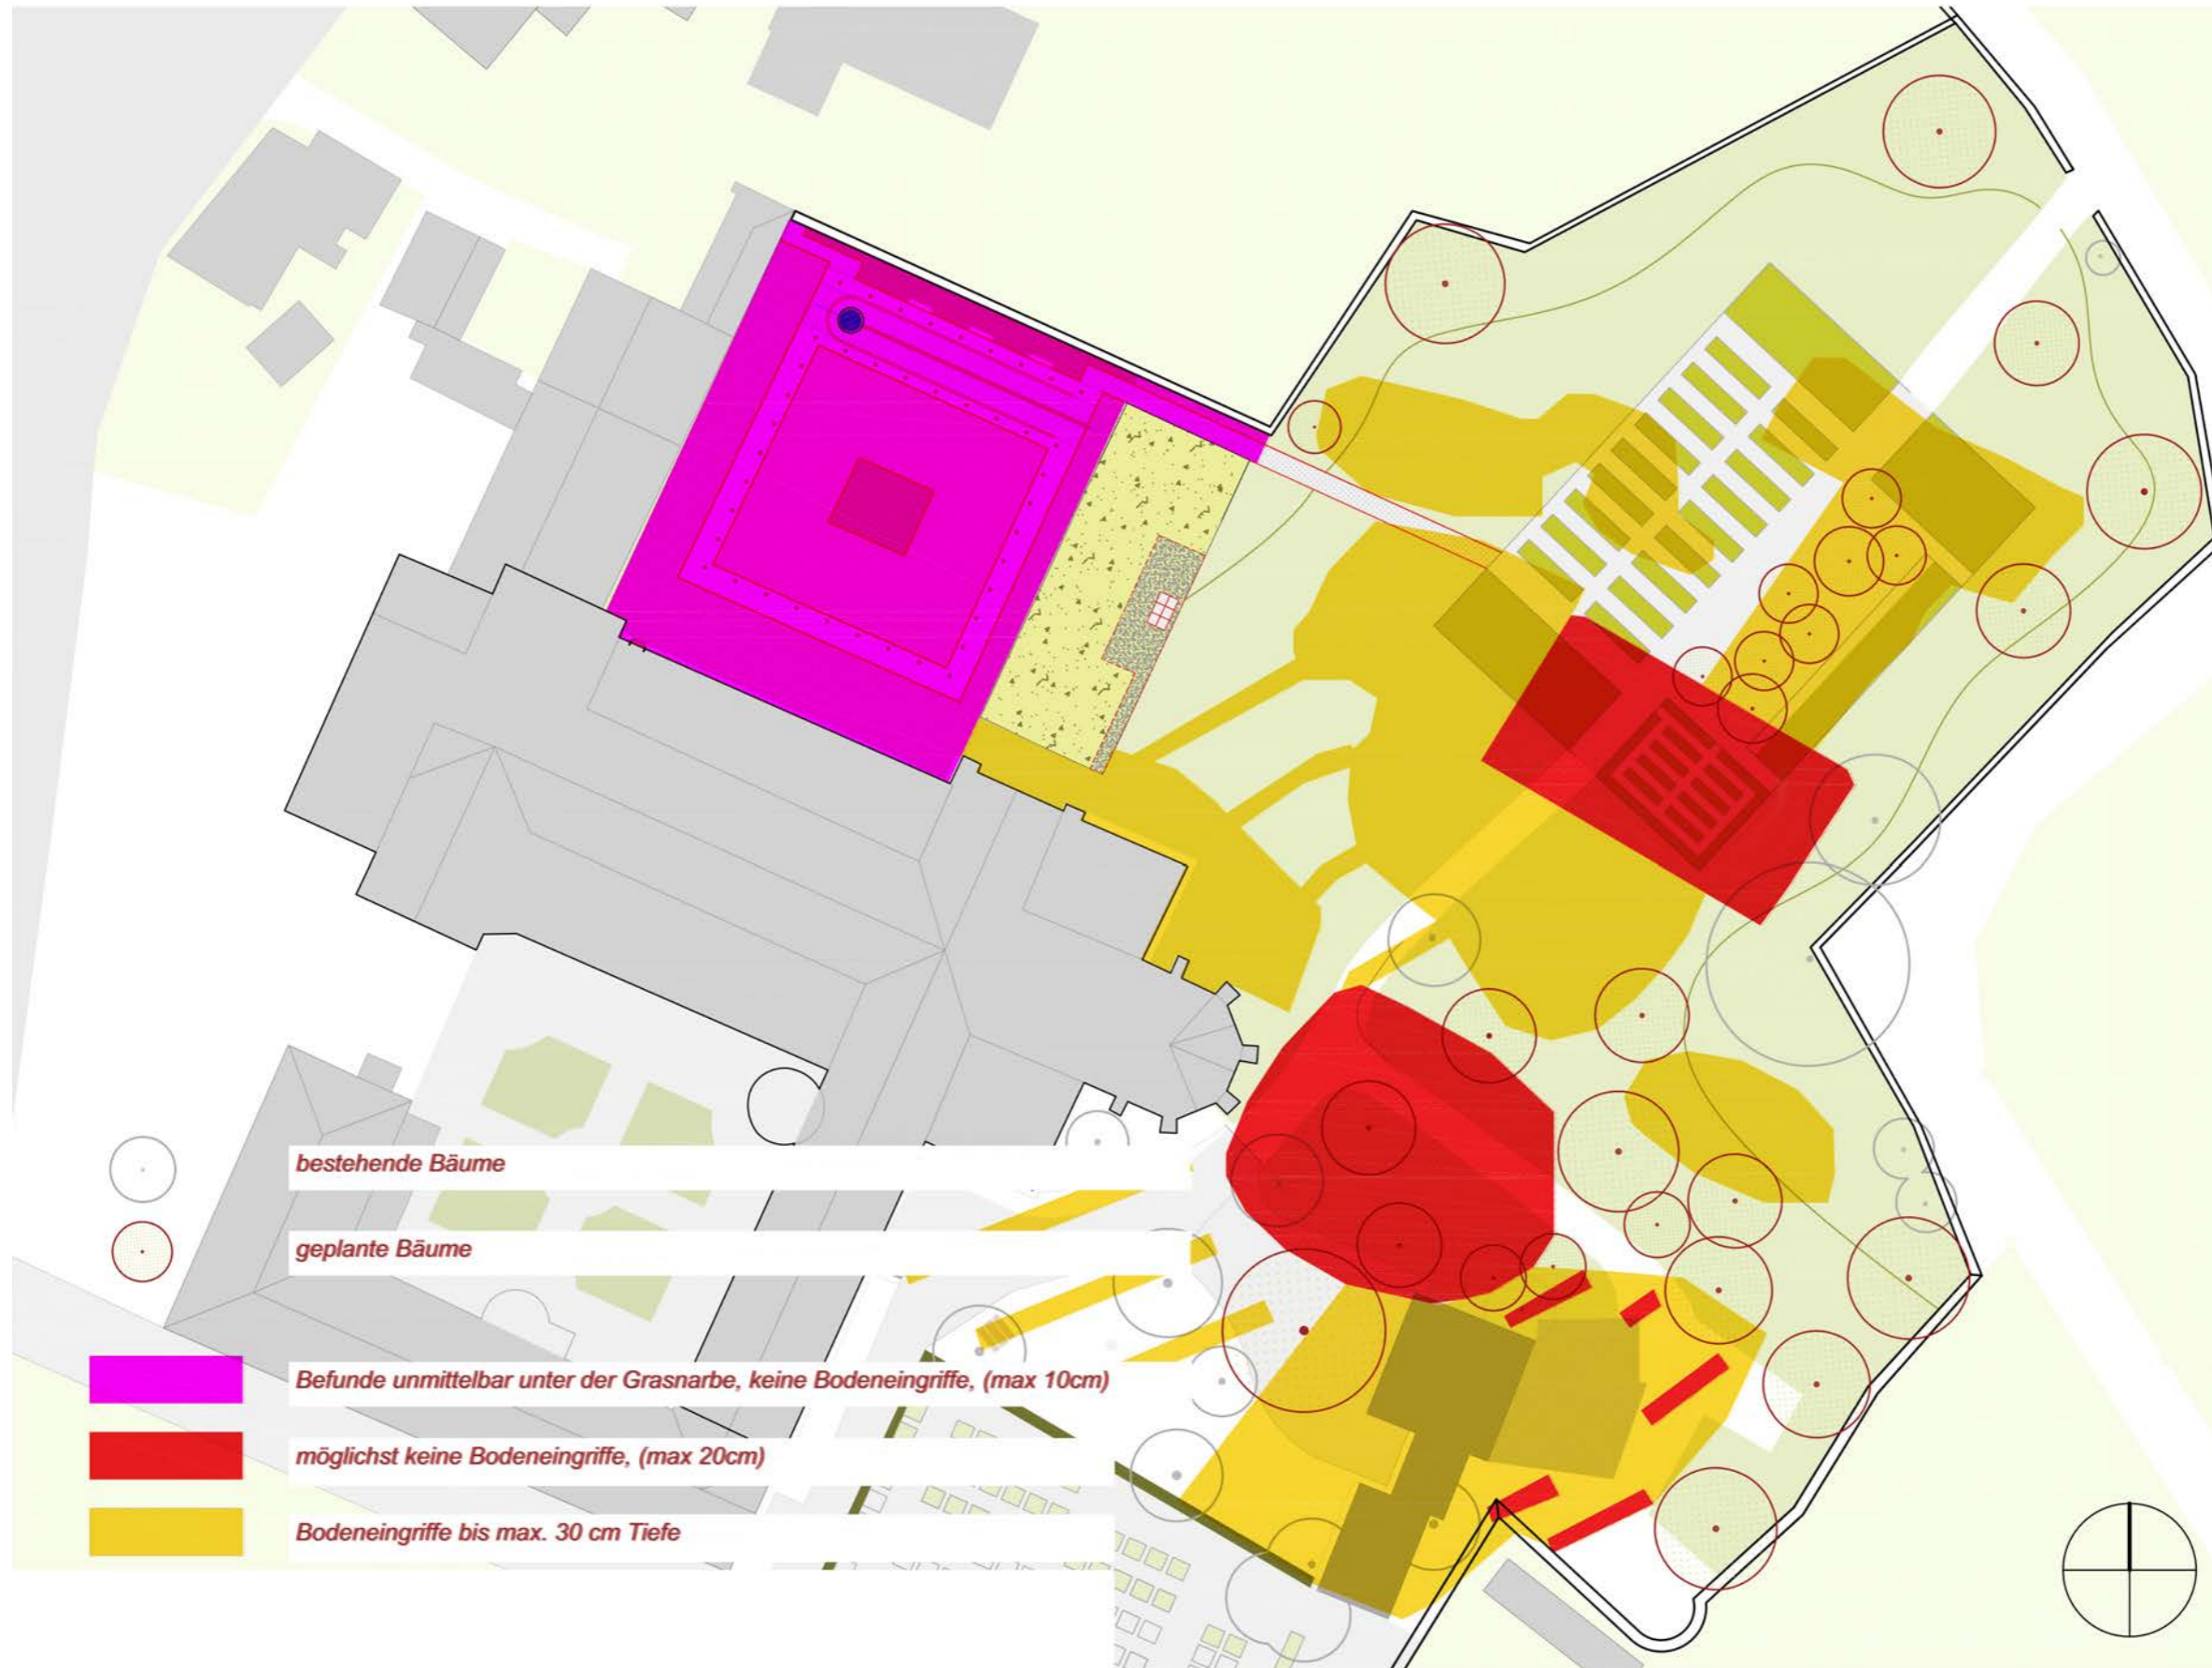 bestehende Bäume
geplante Bäume
Befunde unmittelbar unter der Grasnarbe, keine Bodeneingriffe, (max 10cm)
möglichst keine Bodeneingriffe, (max 20cm)
Bodeneingriffe bis max. 30 cm Tiefe